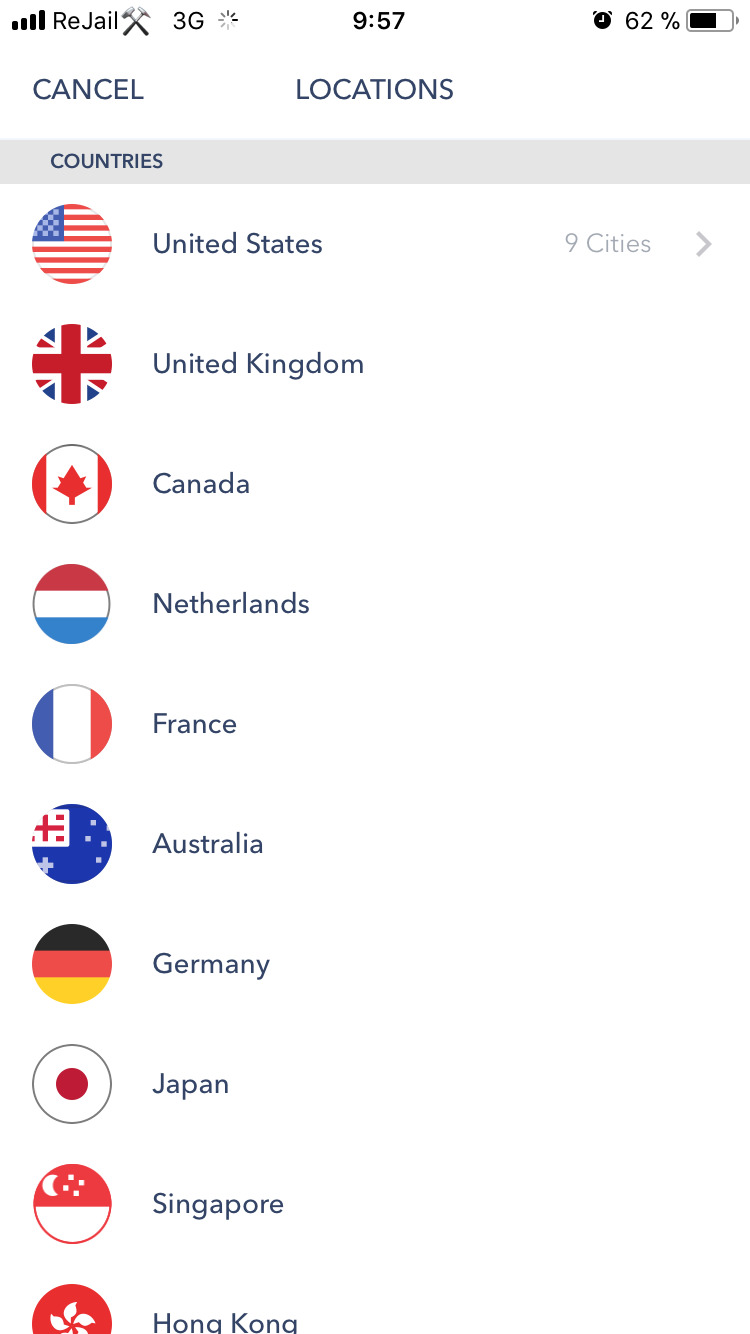 ReJail⚒ 3G 9:57 62 %
CANCEL LOCATIONS
COUNTRIES
United States 9 Cities
United Kingdom
Canada
Netherlands
France
Australia
Germany
Japan
Singapore
Hong Kong